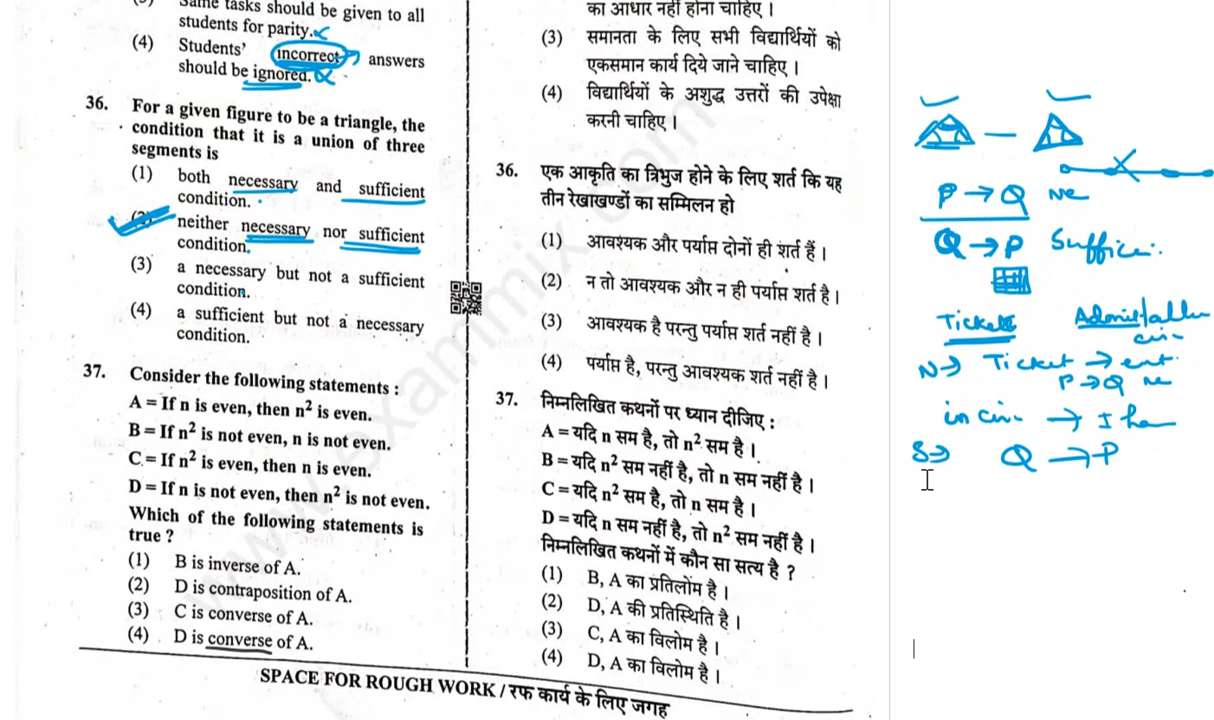 Same tasks should be given to all
students for parity.
(4) Students' incorrect answers
should be ignored.
36. For a given figure to be a triangle, the
condition that it is a union of three
segments is
(1) both necessary and sufficient
condition.
(2) neither necessary nor sufficient
condition.
(3) a necessary but not a sufficient
condition.
(4) a sufficient but not a necessary
condition.
37. Consider the following statements :
A = If n is even, then n² is even.
B = If n² is not even, n is not even.
C = If n² is even, then n is even.
D = If n is not even, then n² is not even.
Which of the following statements is
true ?
(1) B is inverse of A.
(2) D is contraposition of A.
(3) C is converse of A.
(4) D is converse of A.
का आधार नहीं होना चाहिए।
(3) समानता के लिए सभी विद्यार्थियों को
एकसमान कार्य दिये जाने चाहिए।
(4) विद्यार्थियों के अशुद्ध उत्तरों की उपेक्षा
करनी चाहिए।
36. एक आकृति का त्रिभुज होने के लिए शर्त कि यह
तीन रेखाखण्डों का सम्मिलन हो
(1) आवश्यक और पर्याप्त दोनों ही शर्त हैं।
(2) न तो आवश्यक और न ही पर्याप्त शर्त है।
(3) आवश्यक है परन्तु पर्याप्त शर्त नहीं है।
(4) पर्याप्त है, परन्तु आवश्यक शर्त नहीं है।
37. निम्नलिखित कथनों पर ध्यान दीजिए :
A = यदि n सम है, तो n² सम है।
B = यदि n² सम नहीं है, तो n सम नहीं है।
C = यदि n² सम है, तो n सम है।
D = यदि n सम नहीं है, तो n² सम नहीं है।
निम्नलिखित कथनों में कौन सा सत्य है ?
(1) B, A का प्रतिलोम है।
(2) D, A की प्रतिस्थिति है।
(3) C, A का विलोम है।
(4) D, A का विलोम है।
SPACE FOR ROUGH WORK / रफ कार्य के लिए जगह
P → Q Ne
Q → P Suffici.
Ticket
N → Ticket → ent.
P → Q Ne
in cin → I ha
S → Q → P